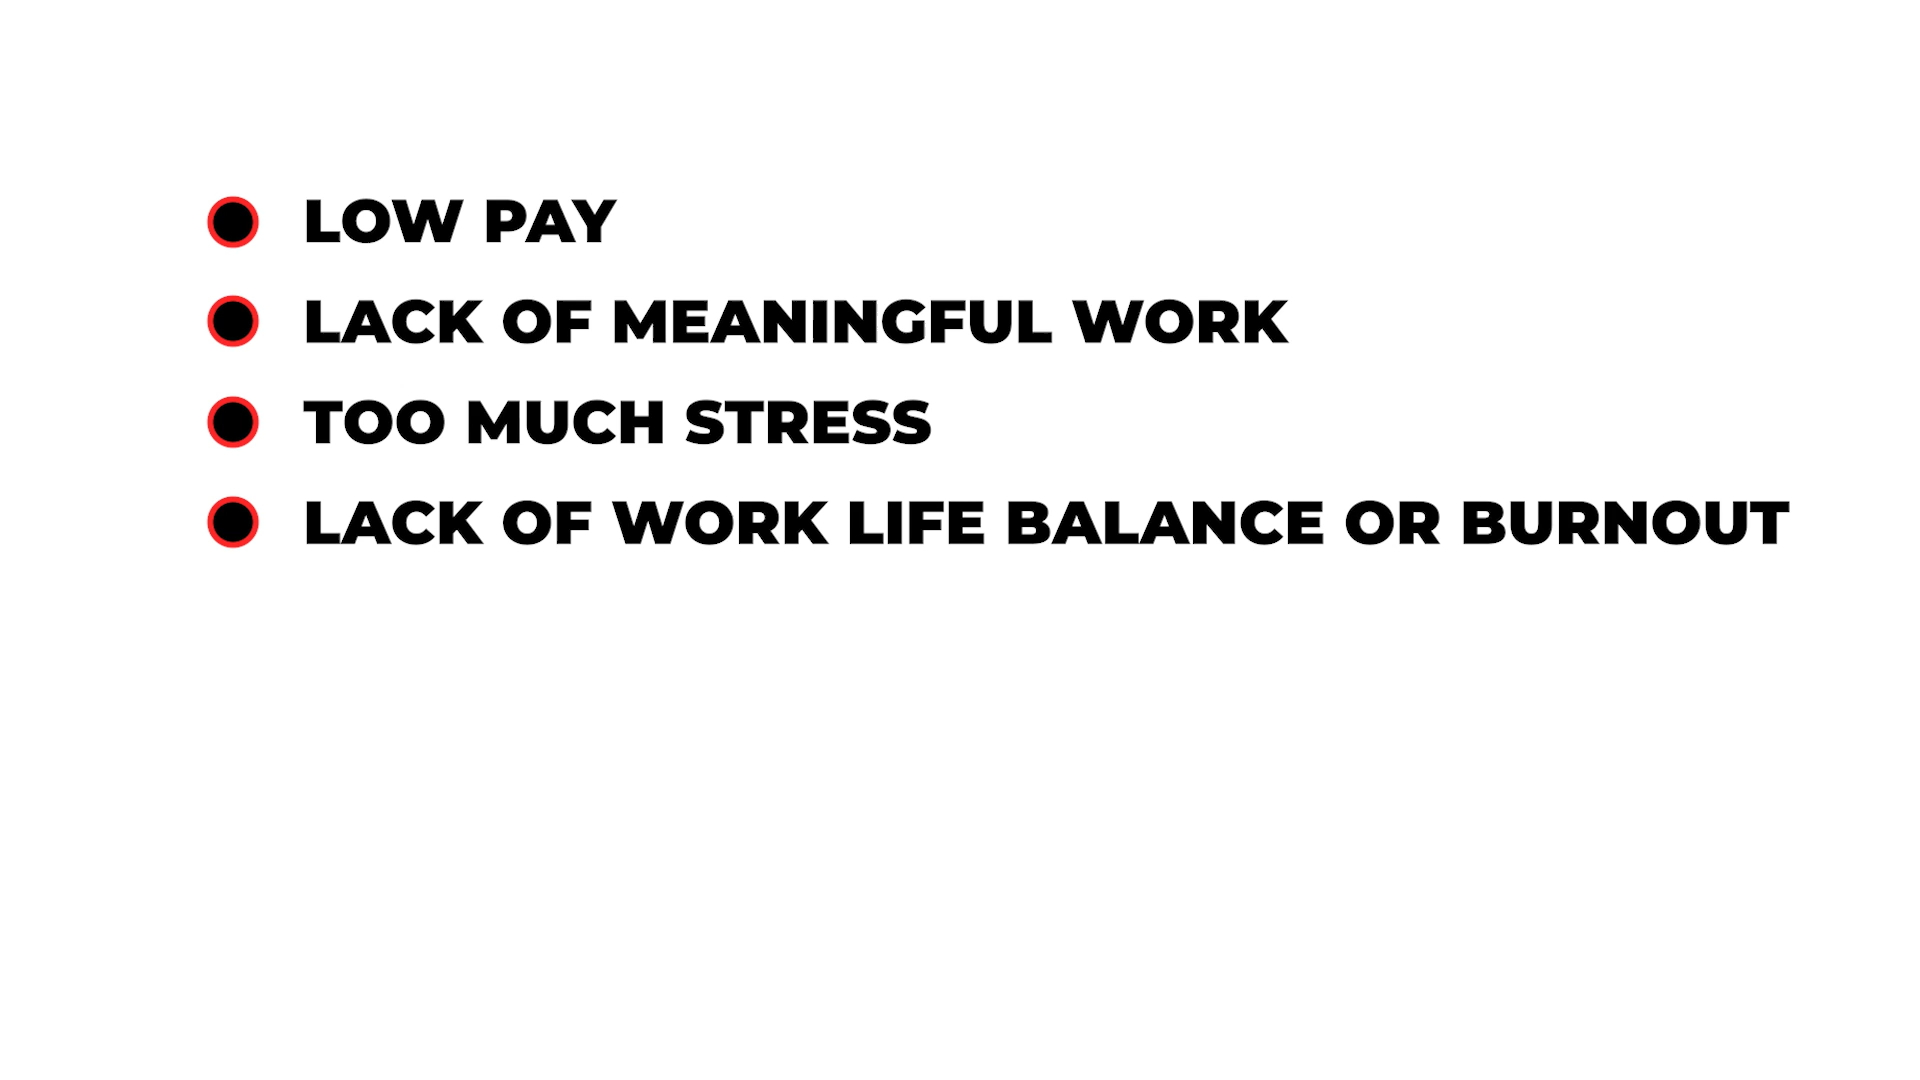 LOW PAY
LACK OF MEANINGFUL WORK
TOO MUCH STRESS
LACK OF WORK LIFE BALANCE OR BURNOUT